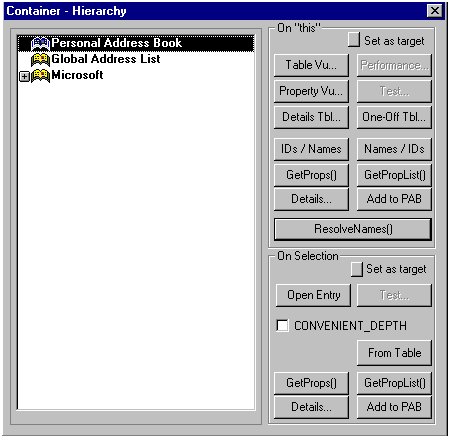 Container - Hierarchy
Personal Address Book
Global Address List
Microsoft
On "this"
Set as target
Table Vu... Performance...
Property Vu... Test...
Details Tbl... One-Off Tbl...
IDs / Names Names / IDs
GetProps() GetPropList()
Details... Add to PAB
ResolveNames()
On Selection
Set as target
Open Entry Test...
CONVENIENT_DEPTH
From Table
GetProps() GetPropList()
Details... Add to PAB